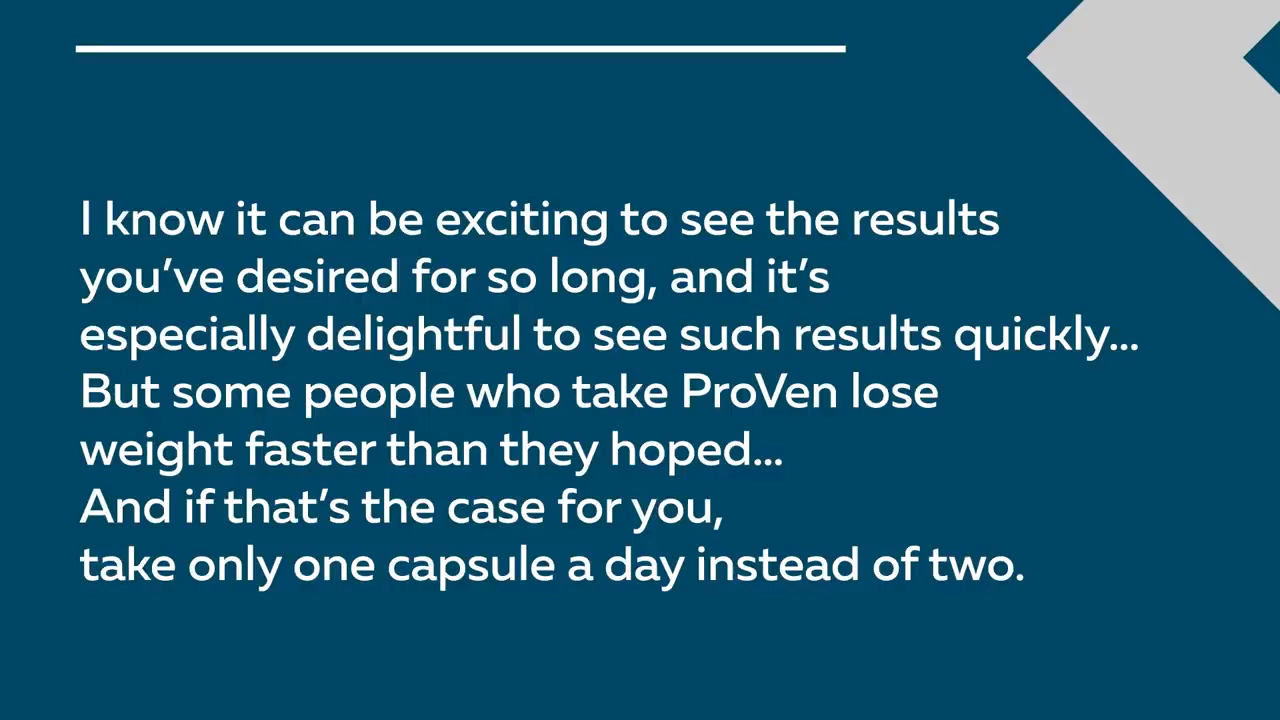 I know it can be exciting to see the results
you’ve desired for so long, and it’s
especially delightful to see such results quickly...
But some people who take ProVen lose
weight faster than they hoped...
And if that’s the case for you,
take only one capsule a day instead of two.